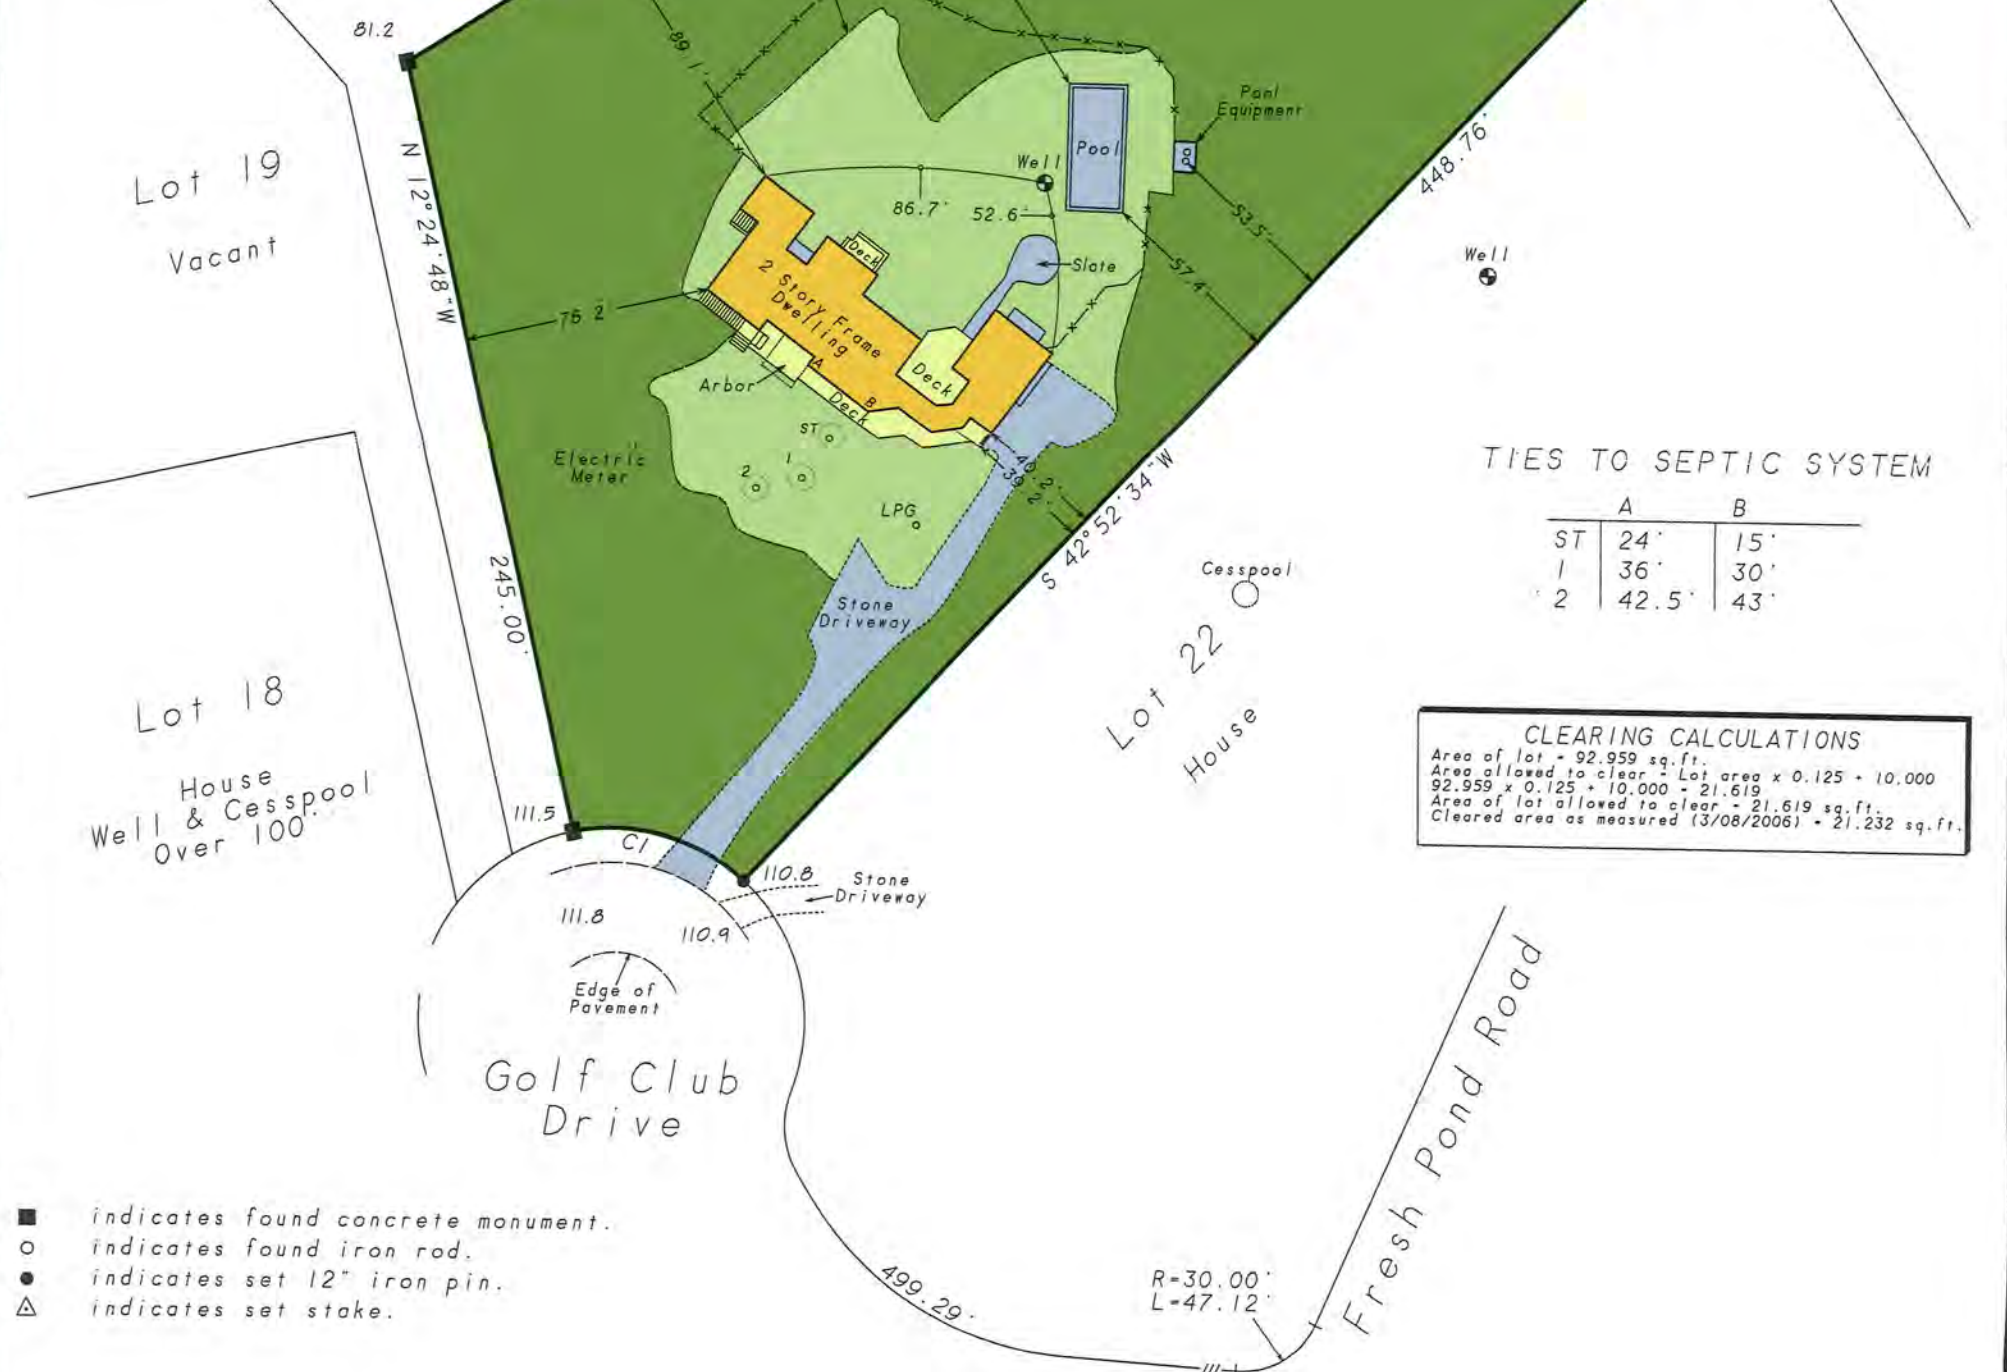 81.2
89.1'
Pool
Equipment
448.76'
Lot 19
Vacant
N 12°24'48"W
Well
Pool
86.7'
52.6'
53.5'
57.4'
Slate
Well
Deck
2 Story Frame
Dwelling
75.2'
Deck
Arbor
A
B
Deck
ST
1
2
Electric
Meter
LPG
40.2'
39.2'
S 42°52'34"W
TIES TO SEPTIC SYSTEM
A B
ST 24' 15'
1 36' 30'
2 42.5' 43'
245.00'
Cesspool
Stone
Driveway
Lot 22
House
Lot 18
House
Well & Cesspool
Over 100'
CLEARING CALCULATIONS
Area of lot = 92.959 sq.ft.
Area allowed to clear = Lot area x 0.125 + 10.000
92.959 x 0.125 + 10.000 = 21.619
Area of lot allowed to clear = 21.619 sq.ft.
Cleared area as measured (3/08/2006) = 21.232 sq.ft.
111.5
C1
110.8
Stone
Driveway
111.8
110.9
Edge of
Pavement
Golf Club
Drive
Fresh Pond Road
■ indicates found concrete monument.
○ indicates found iron rod.
● indicates set 12" iron pin.
△ indicates set stake.
499.29'
R=30.00'
L=47.12'